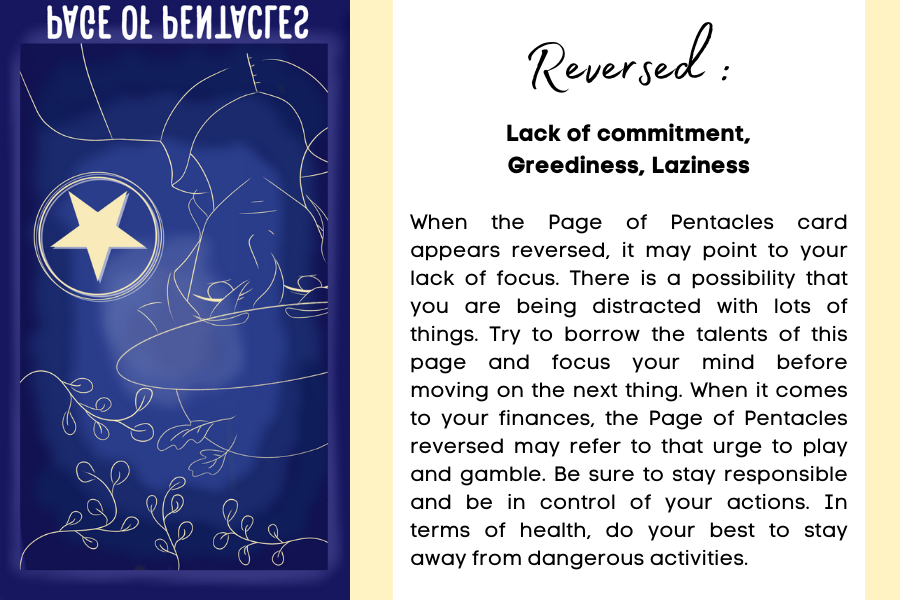 PAGE OF PENTACLES
Reversed :
Lack of commitment,
Greediness, Laziness
When the Page of Pentacles card
appears reversed, it may point to your
lack of focus. There is a possibility that
you are being distracted with lots of
things. Try to borrow the talents of this
page and focus your mind before
moving on the next thing. When it comes
to your finances, the Page of Pentacles
reversed may refer to that urge to play
and gamble. Be sure to stay responsible
and be in control of your actions. In
terms of health, do your best to stay
away from dangerous activities.